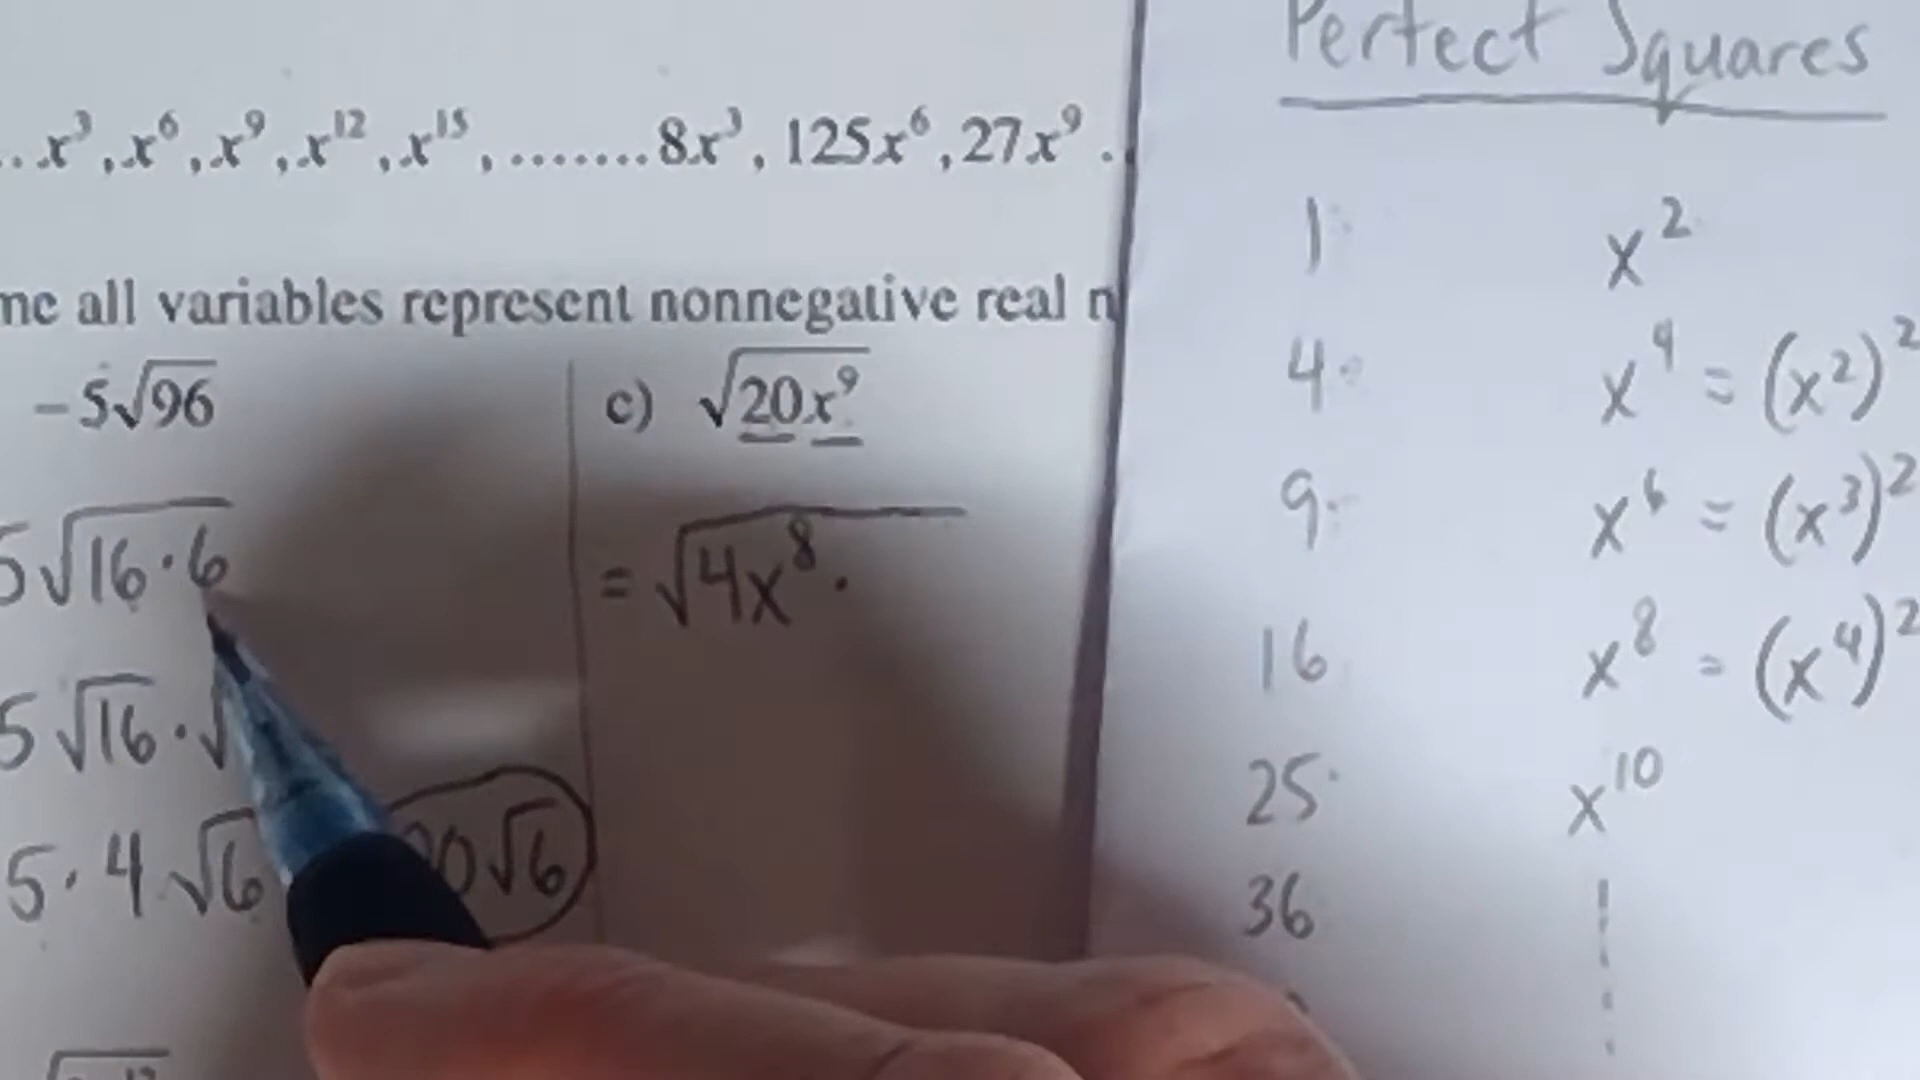 ..x³, x⁶, x⁹, x¹², x¹⁵, .......8x³, 125x⁶, 27x⁹ .
me all variables represent nonnegative real n
-5√96
5√16·6
5√16·√
5·4√6
0√6
c) √20x⁹
= √4x⁸·
Perfect Squares
1 x²
4 x⁴ = (x²)²
9 x⁶ = (x³)²
16 x⁸ = (x⁴)²
25 x¹⁰
36